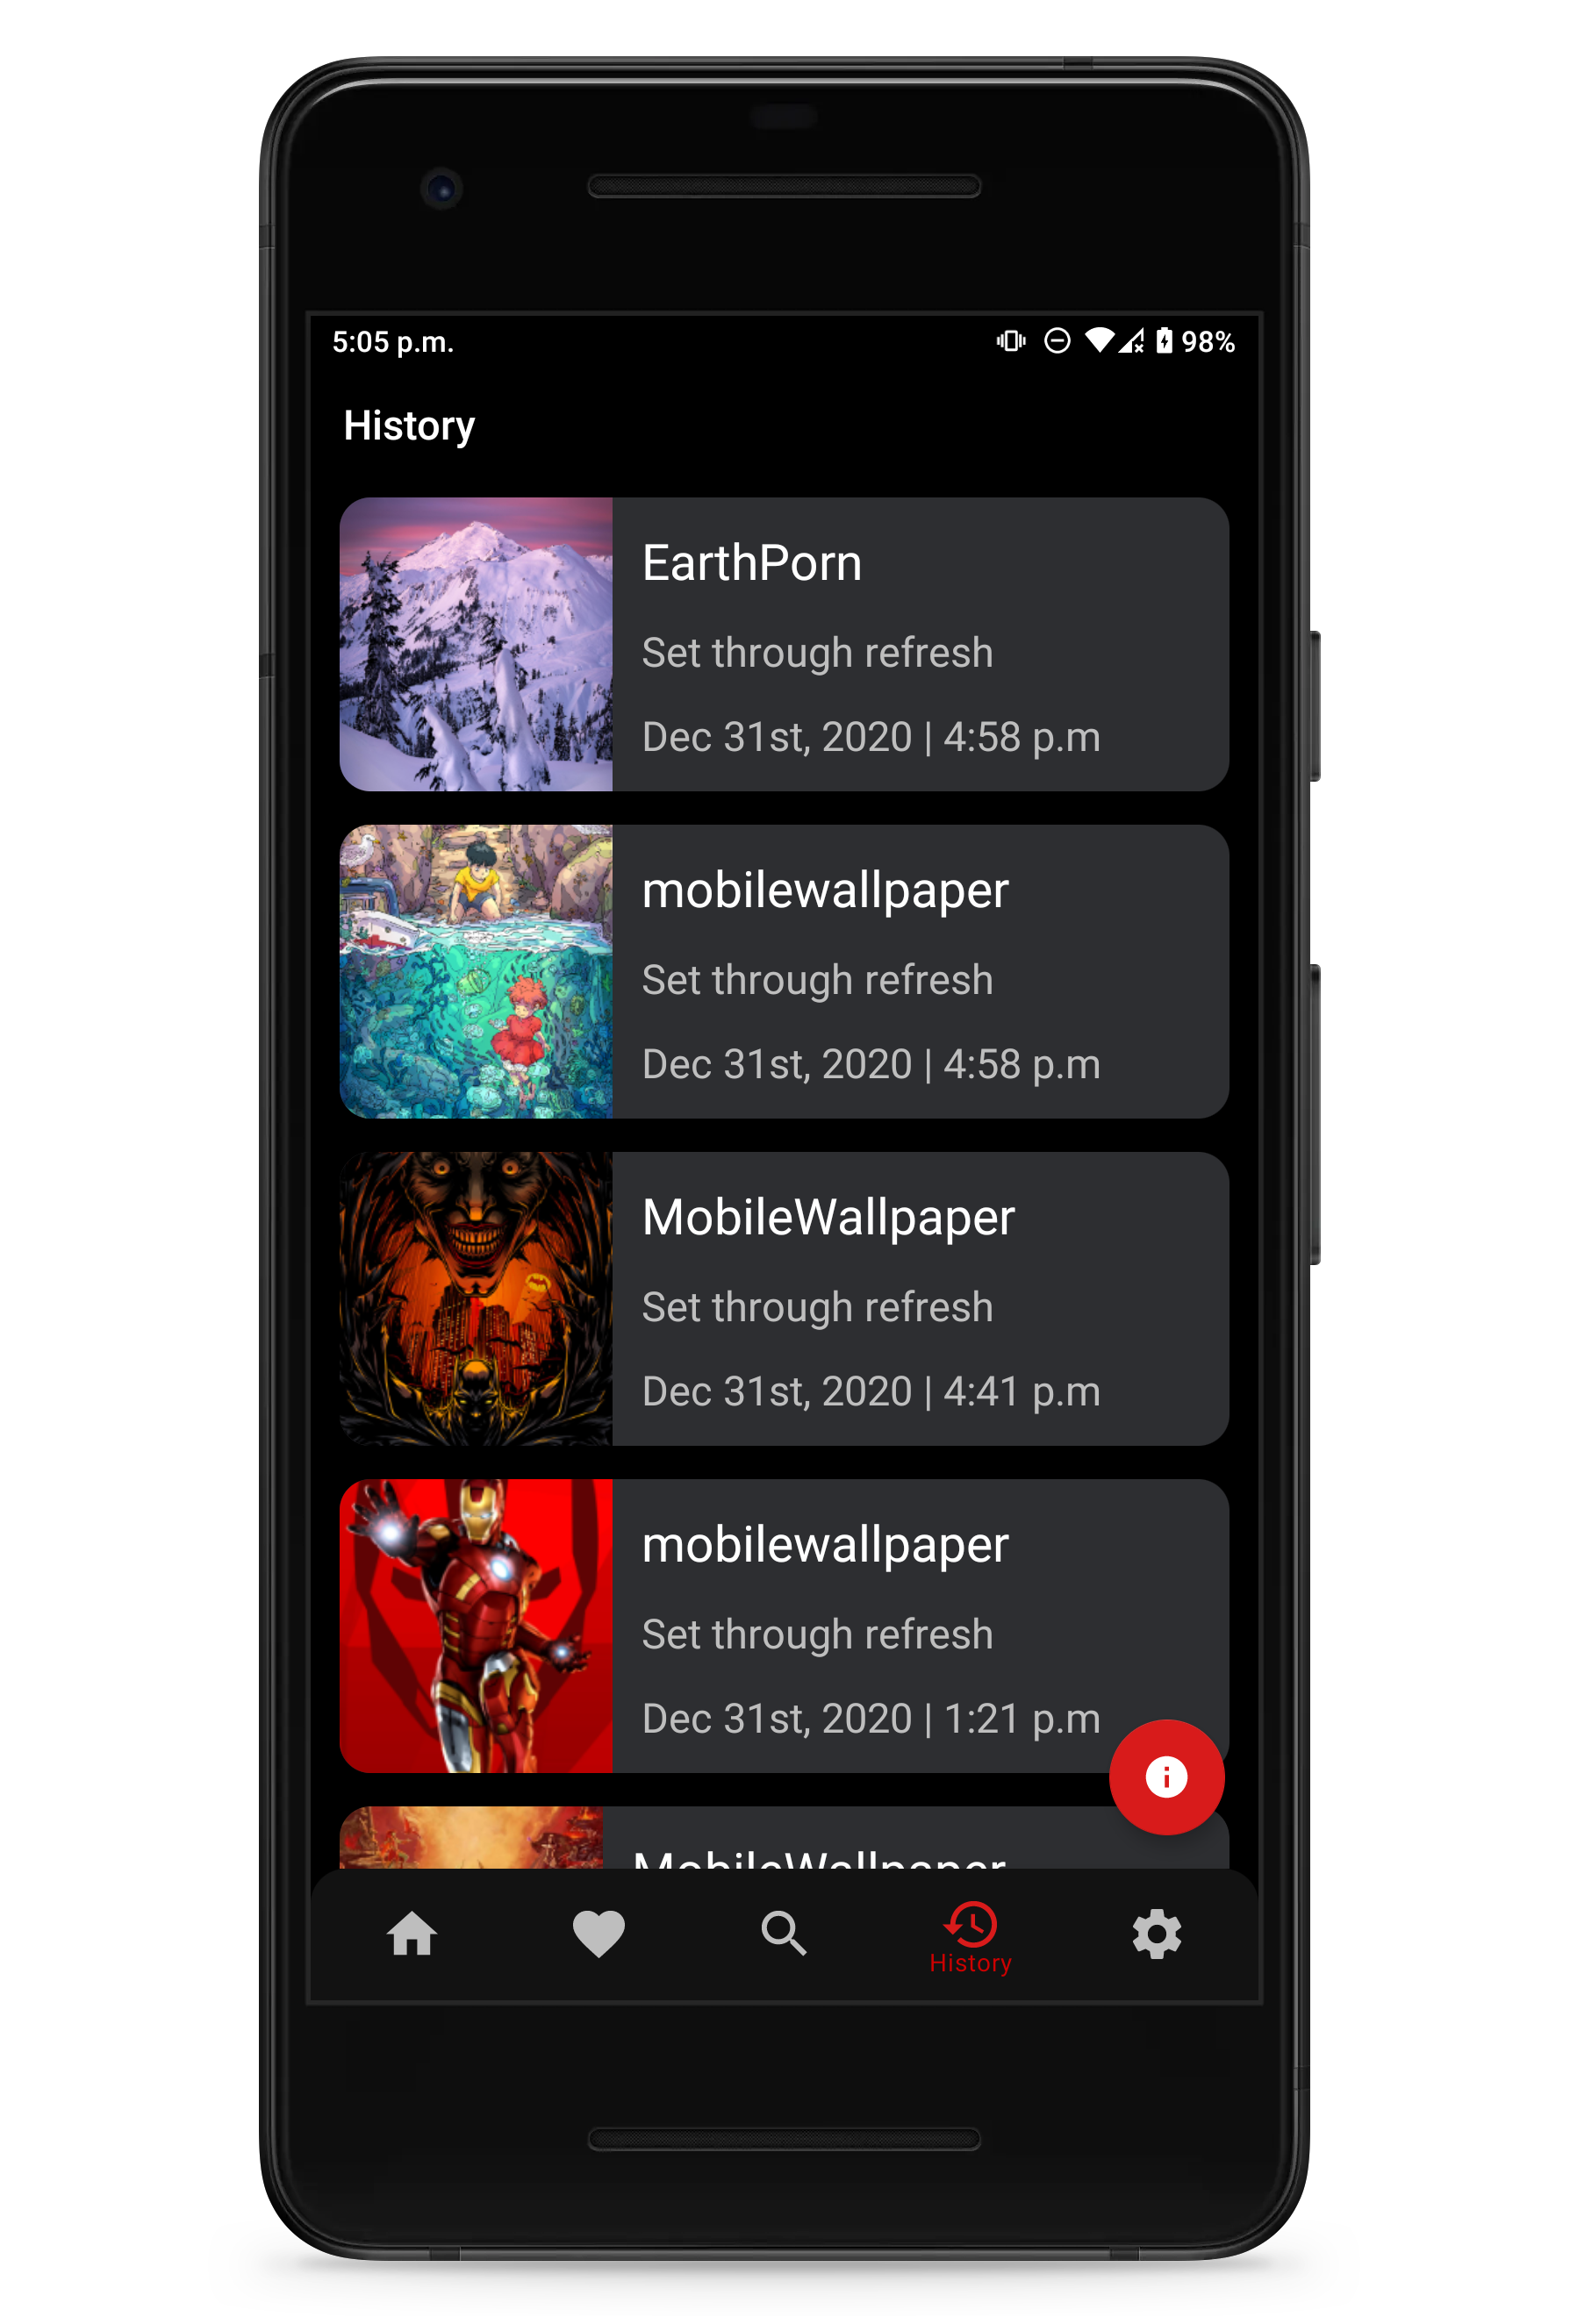 5:05 p.m.
98%
History
EarthPorn
Set through refresh
Dec 31st, 2020 | 4:58 p.m
mobilewallpaper
Set through refresh
Dec 31st, 2020 | 4:58 p.m
MobileWallpaper
Set through refresh
Dec 31st, 2020 | 4:41 p.m
mobilewallpaper
Set through refresh
Dec 31st, 2020 | 1:21 p.m
MobileWallpaper
History